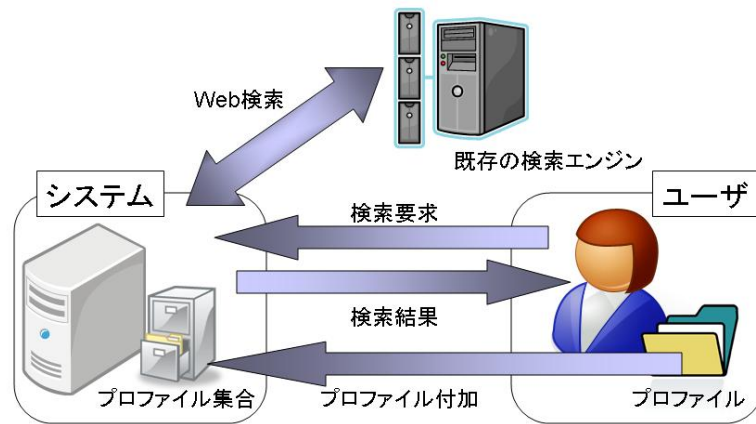 Web検索
既存の検索エンジン
システム
ユーザ
検索要求
検索結果
プロファイル集合
プロファイル付加
プロファイル